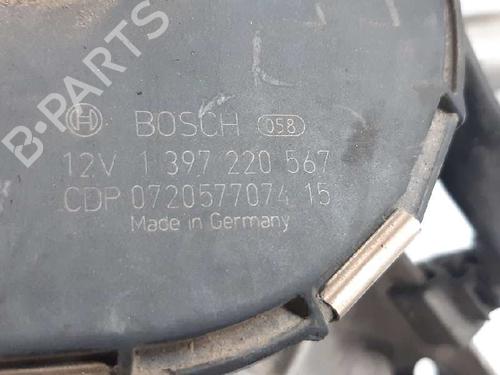 BOSCH 058
12V 1 397 220 567
CDP 0720577074 15
Made in Germany
B-PARTS